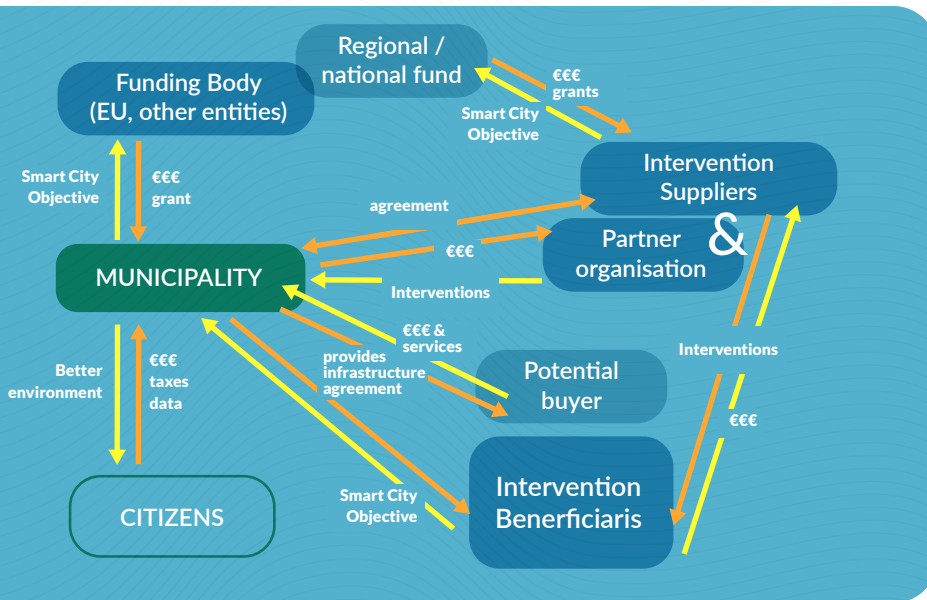 Regional /
national fund
Funding Body
(EU, other entities)
€€€
grants
Smart City
Objective
Intervention
Suppliers
Smart City
Objective
€€€
grant
agreement
&
Partner
organisation
€€€
MUNICIPALITY
Interventions
€€€ &
services
provides
infrastructure
agreement
Interventions
Better
environment
€€€
taxes
data
Potential
buyer
€€€
Smart City
Objective
Intervention
Benerficiaris
CITIZENS